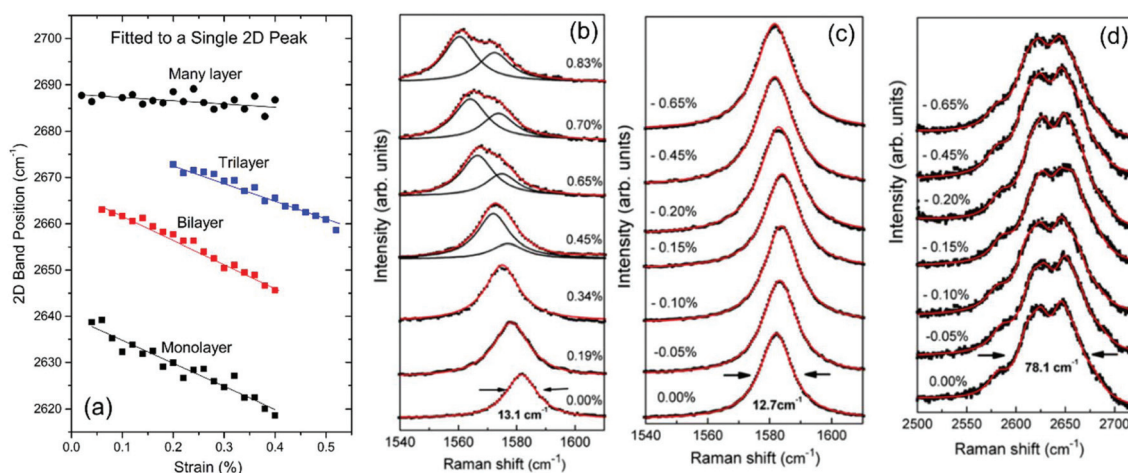 Fitted to a Single 2D Peak
Many layer
Trilayer
Bilayer
Monolayer
(a)
2D Band Position (cm⁻¹)
2700
2690
2680
2670
2660
2650
2640
2630
2620
0.0 0.1 0.2 0.3 0.4 0.5
Strain (%)
(b)
Intensity (arb. units)
0.83%
0.70%
0.65%
0.45%
0.34%
0.19%
0.00%
13.1 cm⁻¹
1540 1560 1580 1600
Raman shift (cm⁻¹)
(c)
Intensity (arb. units)
- 0.65%
- 0.45%
- 0.20%
- 0.15%
- 0.10%
-0.05%
0.00%
12.7cm⁻¹
1540 1560 1580 1600
Raman shift (cm⁻¹)
(d)
Intensity (arb. units)
- 0.65%
- 0.45%
- 0.20%
- 0.15%
- 0.10%
-0.05%
0.00%
78.1 cm⁻¹
2500 2550 2600 2650 2700
Raman shift (cm⁻¹)